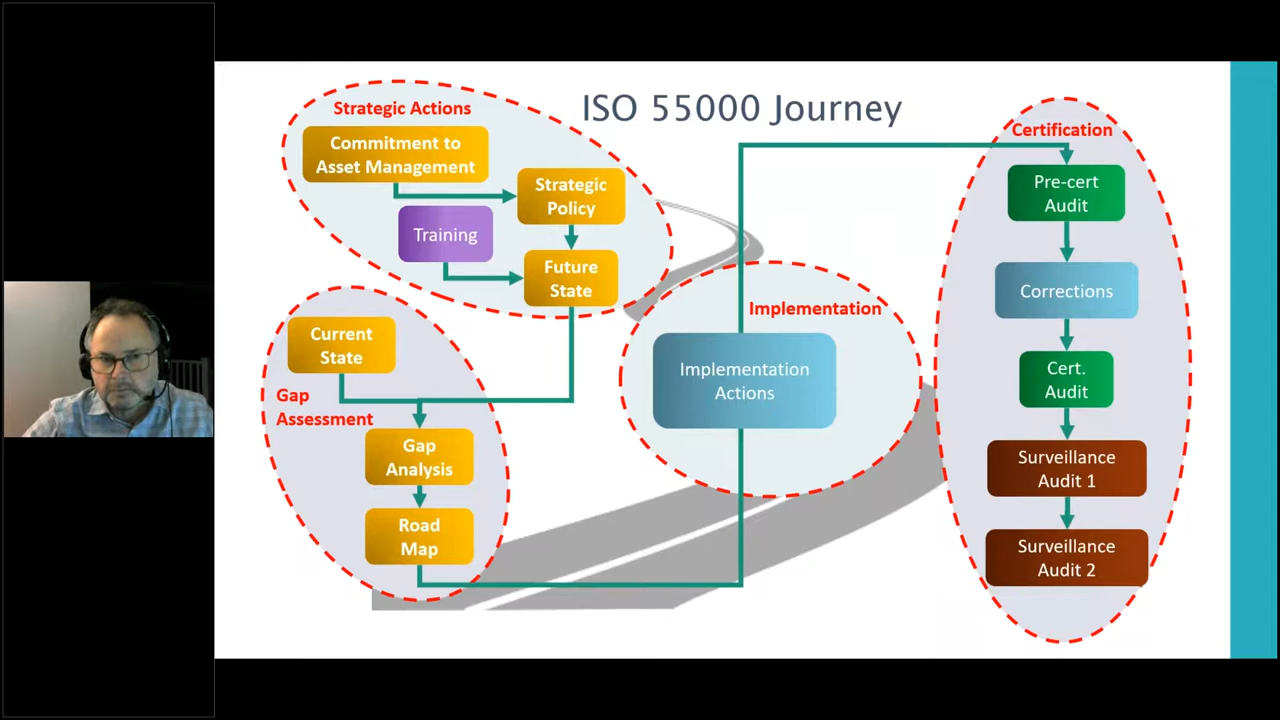 ISO 55000 Journey
Strategic Actions
Commitment to
Asset Management
Strategic
Policy
Training
Future
State
Current
State
Gap
Assessment
Gap
Analysis
Road
Map
Implementation
Implementation
Actions
Certification
Pre-cert
Audit
Corrections
Cert.
Audit
Surveillance
Audit 1
Surveillance
Audit 2